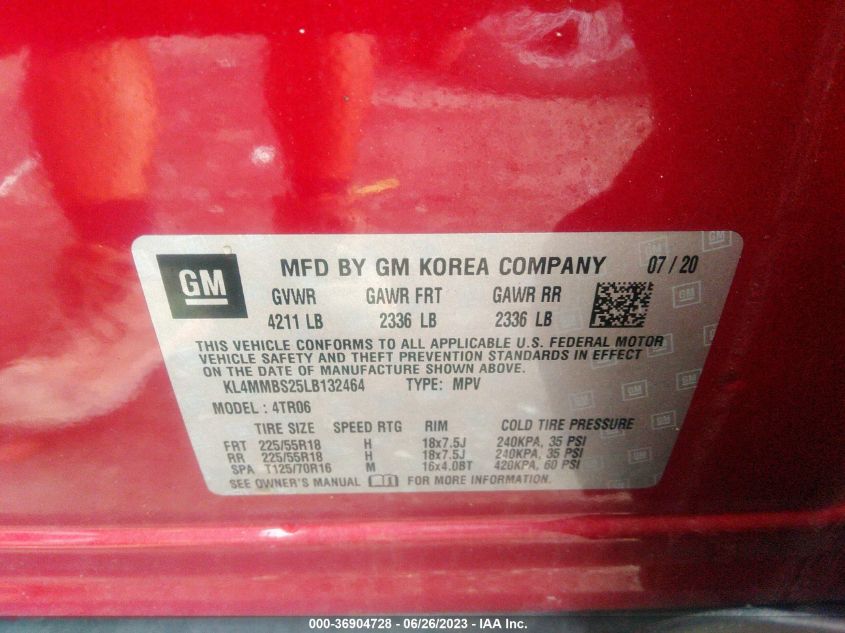 GM
MFD BY GM KOREA COMPANY 07 / 20
GVWR GAWR FRT GAWR RR
4211 LB 2336 LB 2336 LB
THIS VEHICLE CONFORMS TO ALL APPLICABLE U.S. FEDERAL MOTOR
VEHICLE SAFETY AND THEFT PREVENTION STANDARDS IN EFFECT
ON THE DATE OF MANUFACTURE SHOWN ABOVE.
KL4MMBS25LB132464 TYPE: MPV
MODEL : 4TR06
TIRE SIZE SPEED RTG RIM COLD TIRE PRESSURE
FRT 225/55R18 H 18x7.5J 240KPA, 35 PSI
RR 225/55R18 H 18x7.5J 240KPA, 35 PSI
SPA T125/70R16 M 16x4.0BT 420KPA, 60 PSI
SEE OWNER'S MANUAL FOR MORE INFORMATION.
000-36904728 - 06/26/2023 - IAA Inc.